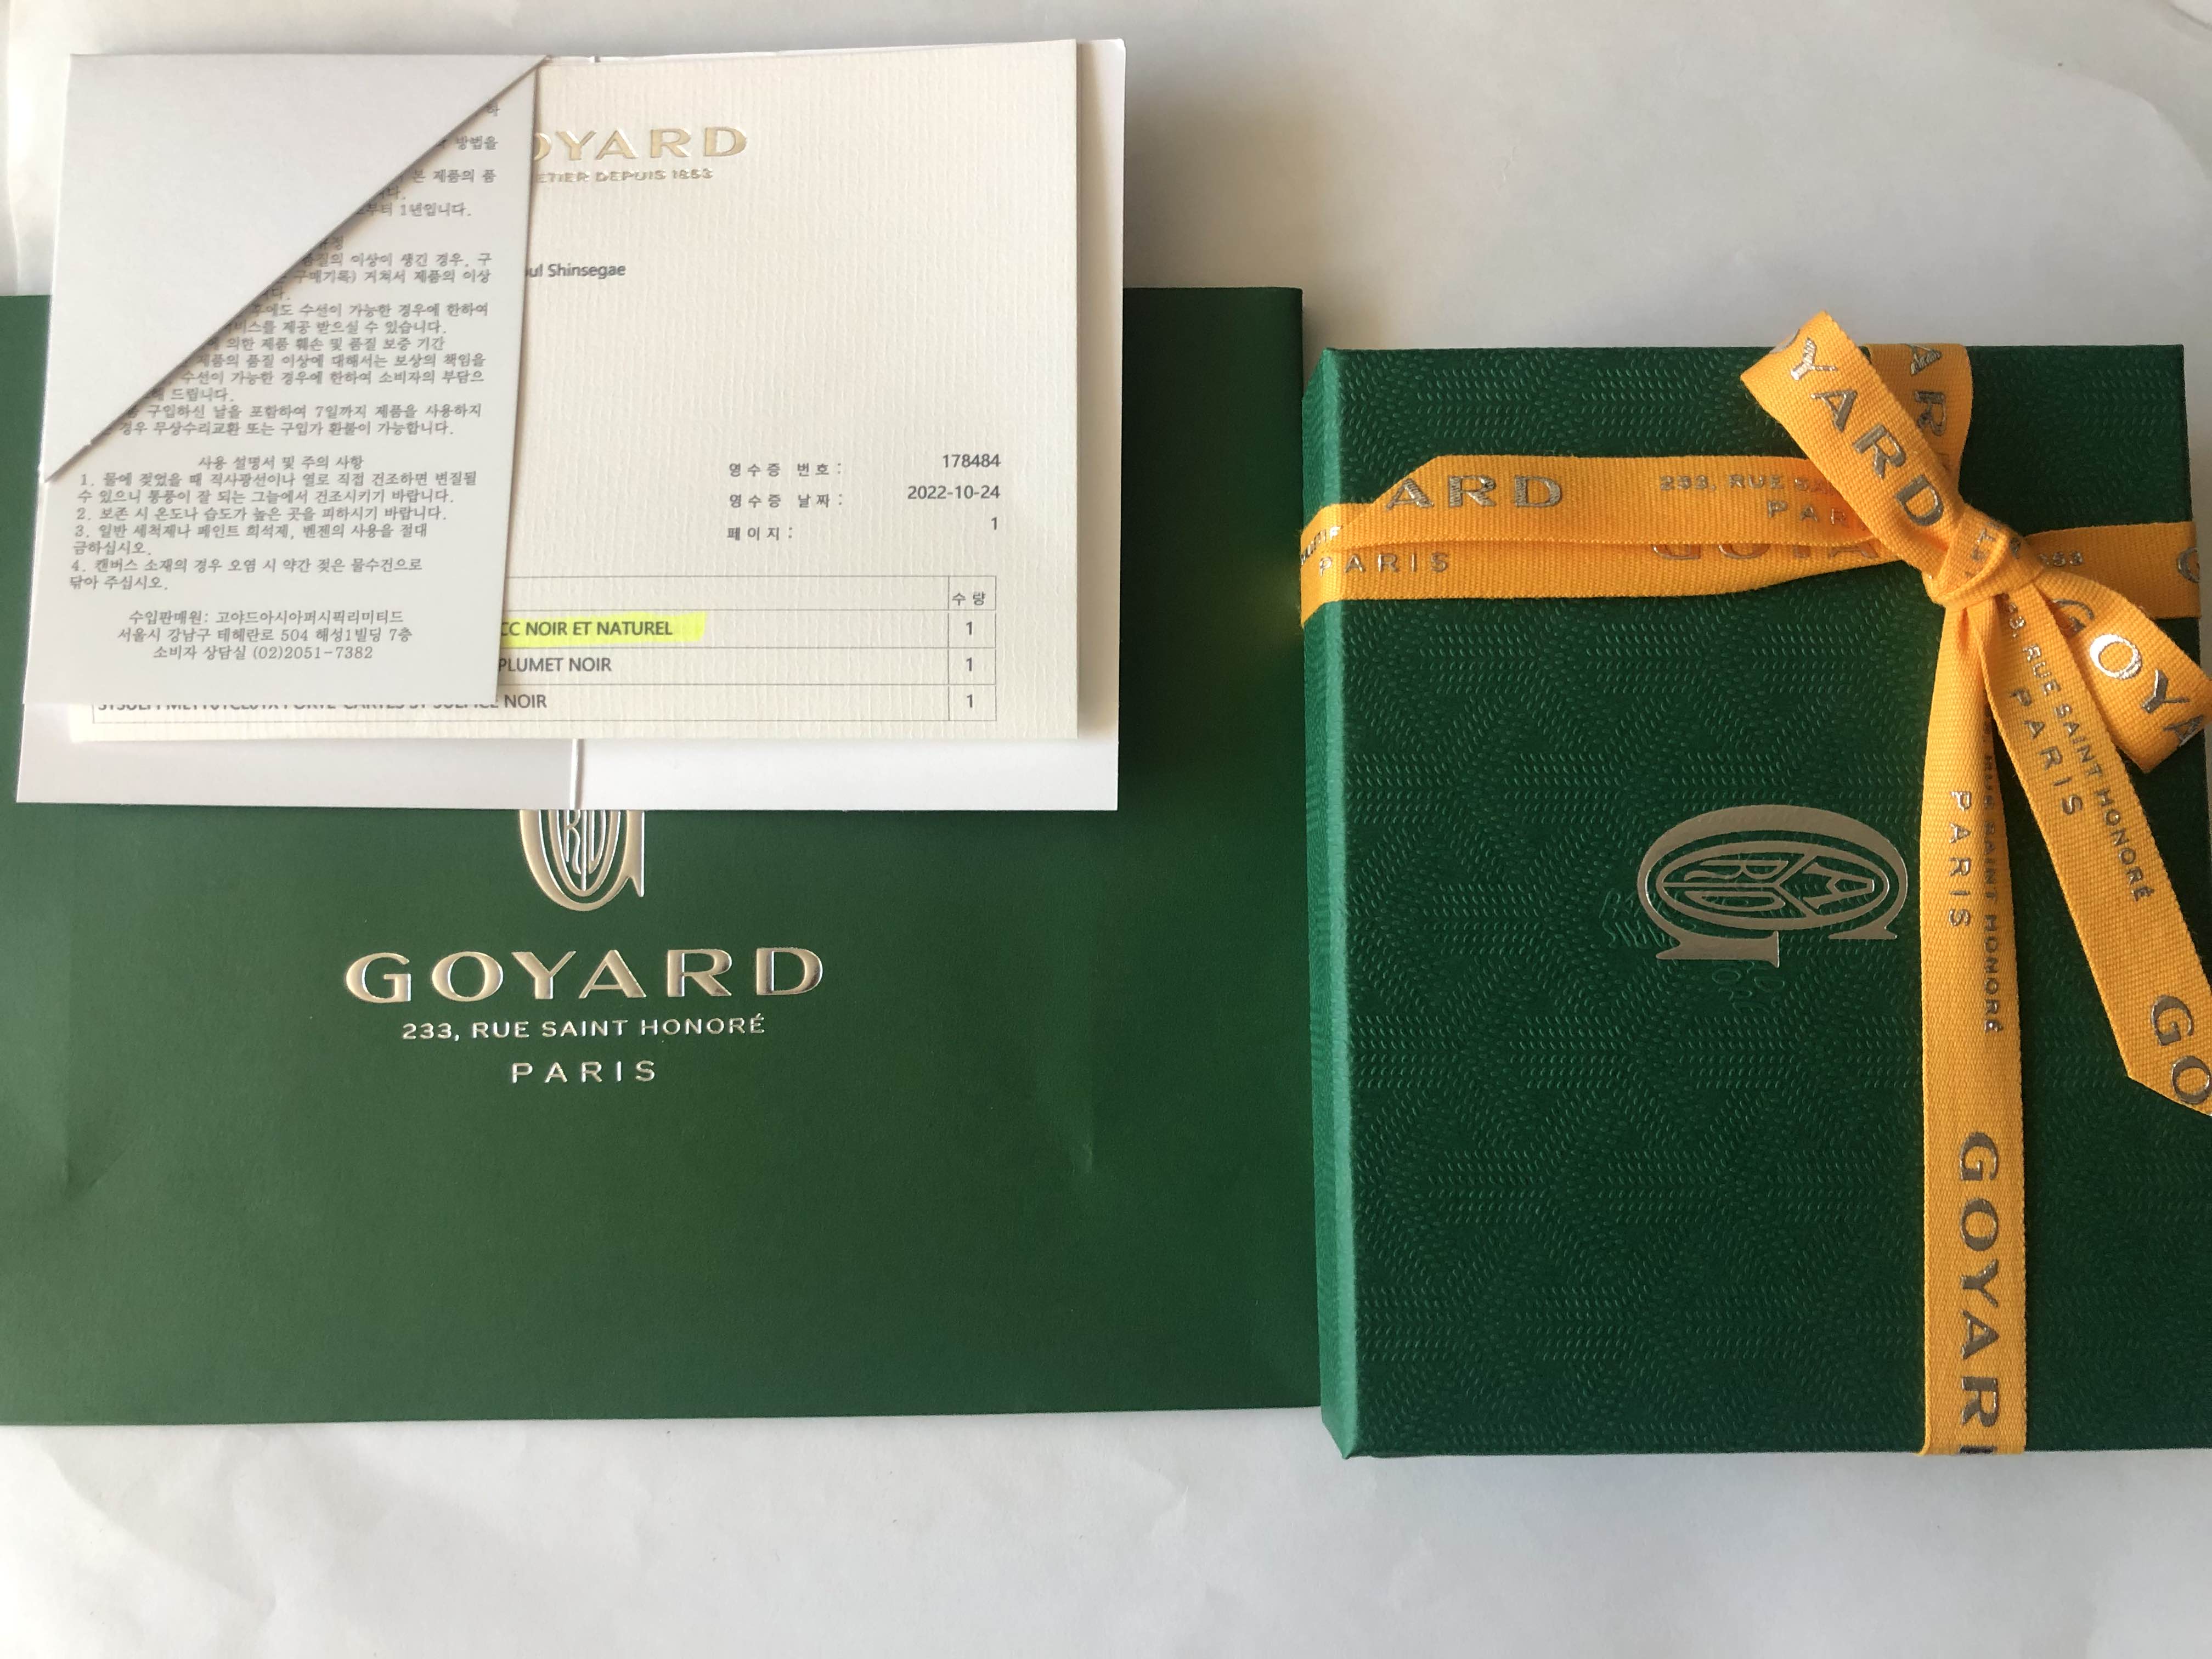 방법을
본 제품의 품
1년입니다.
이상이 생긴 경우, 구
구매기록) 거쳐서 제품의 이상
수선이 가능한 경우에 한하여
제공 받으실 수 있습니다.
의한 제품 훼손 및 품질 보증 기간
제품의 품질 이상에 대해서는 보상의 책임을
수선이 가능한 경우에 한하여 소비자의 부담으
드립니다.
구입하신 날을 포함하여 7일까지 제품을 사용하지
경우 무상수리교환 또는 구입가 환불이 가능합니다.
사용 설명서 및 주의 사항
1. 물에 젖었을 때 직사광선이나 열로 직접 건조하면 변질될
수 있으니 통풍이 잘 되는 그늘에서 건조시키기 바랍니다.
2. 보존 시 온도나 습도가 높은 곳을 피하시기 바랍니다.
3. 일반 세척제나 페인트 희석제, 벤젠의 사용을 절대
금하십시오.
4. 캔버스 소재의 경우 오염 시 약간 젖은 물수건으로
닦아 주십시오.
수입판매원: 고야드아시아퍼시픽리미티드
서울시 강남구 테헤란로 504 해성1빌딩 7층
소비자 상담실 (02)2051-7382
OYARD
ETIER DEPUIS 1853
Shinsegae
영수증 번호: 178484
영수증 날짜: 2022-10-24
페이지: 1
수량
CC NOIR ET NATUREL 1
PLUMET NOIR 1
NOIR 1
GOYARD
233, RUE SAINT HONORÉ
PARIS
YARD
ARD
233, RUE
PARIS
GOYA
PARIS
GOYARD
RUE SAINT HONORÉ
PARIS
GO